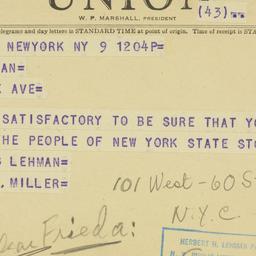 UNION
W. P. MARSHALL, PRESIDENT
(43)==
elegrams and day letters is STANDARD TIME at point of origin. Time of receipt is STA
NEWYORK NY 9 1204P=
AN=
AVE
SATISFACTORY TO BE SURE THAT YO
HE PEOPLE OF NEW YORK STATE STO
LEHMAN=
. MILLER=
101 West-60 S
N.Y.C
Dear Frieda:
HERBERT H. LEHMAN P